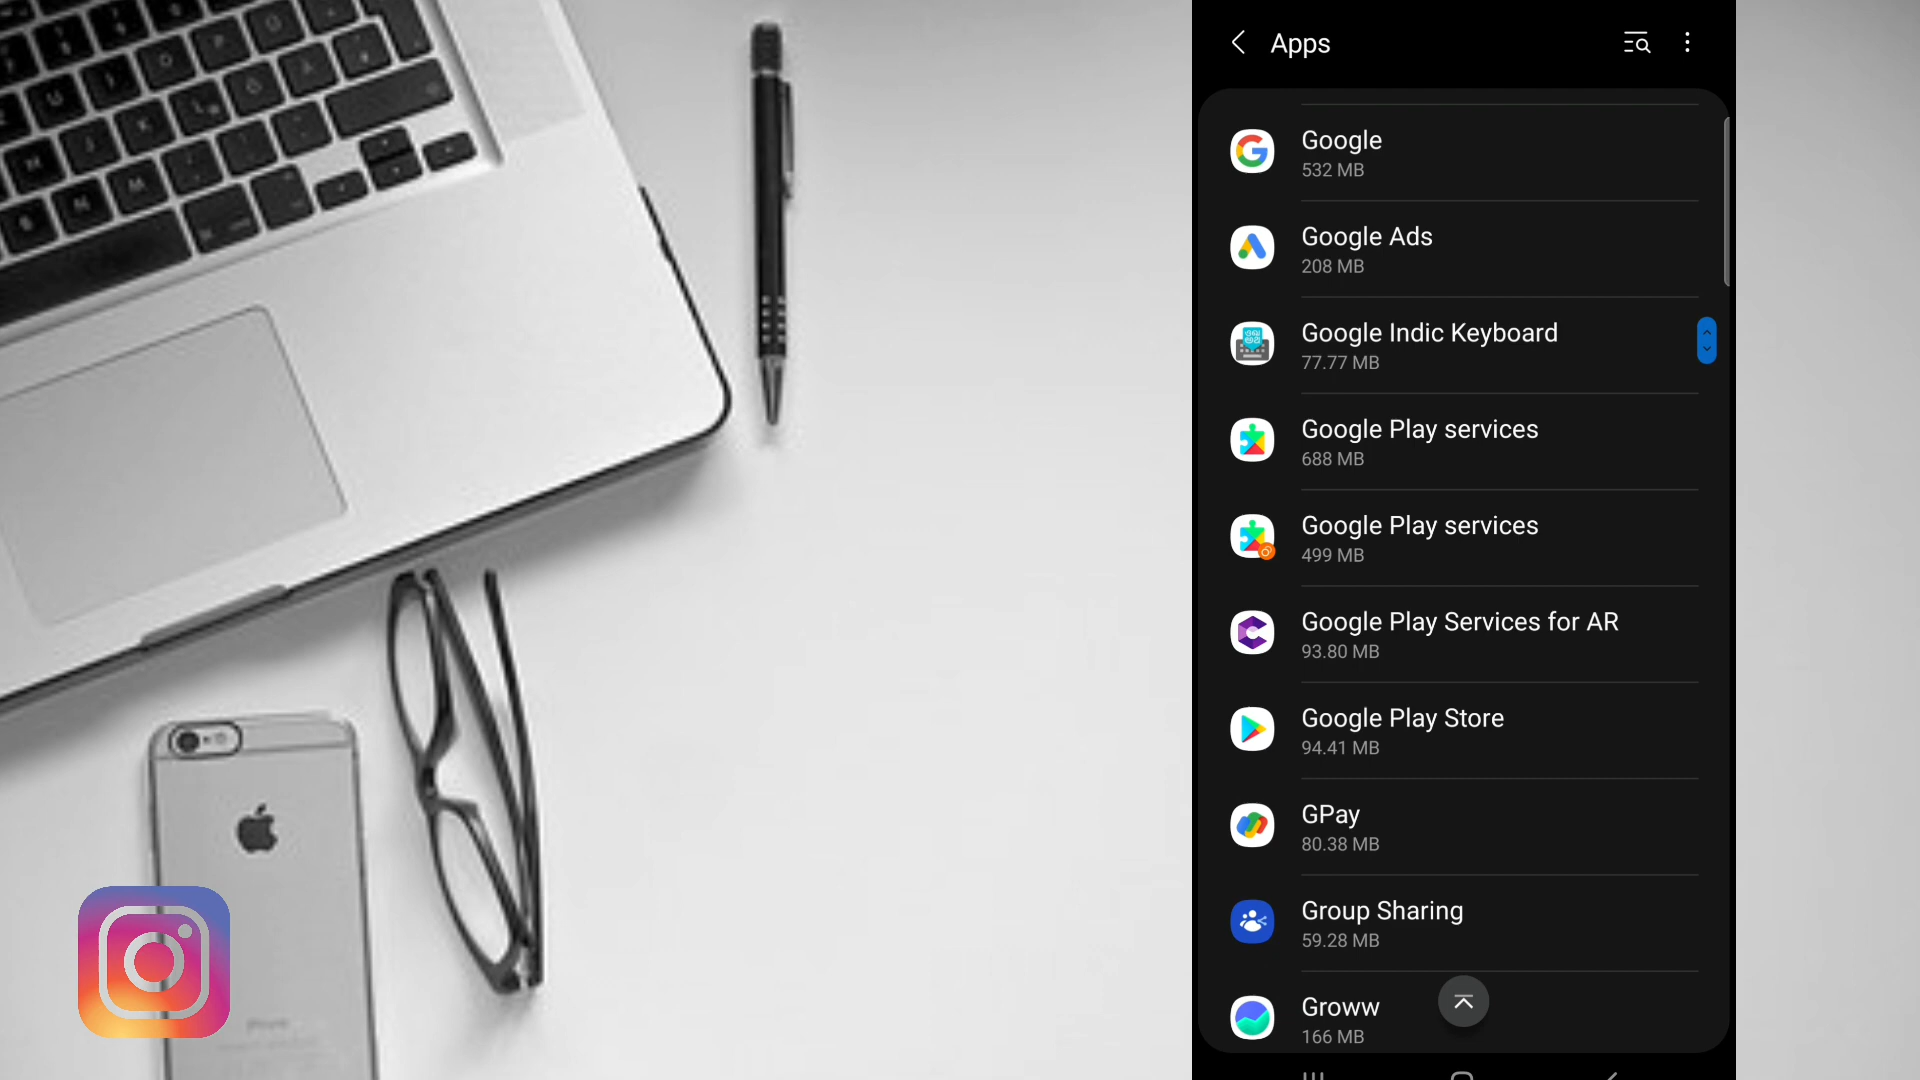 Apps
Google
532 MB
Google Ads
208 MB
Google Indic Keyboard
77.77 MB
Google Play services
688 MB
Google Play services
499 MB
Google Play Services for AR
93.80 MB
Google Play Store
94.41 MB
GPay
80.38 MB
Group Sharing
59.28 MB
Groww
166 MB